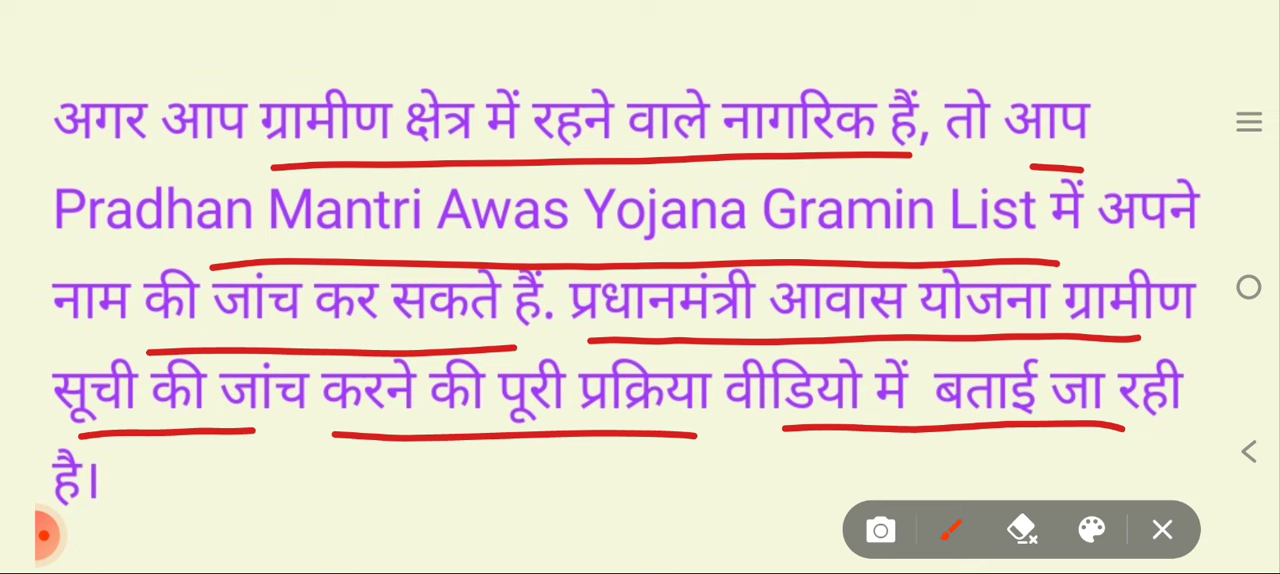 अगर आप ग्रामीण क्षेत्र में रहने वाले नागरिक हैं, तो आप
Pradhan Mantri Awas Yojana Gramin List में अपने
नाम की जांच कर सकते हैं. प्रधानमंत्री आवास योजना ग्रामीण
सूची की जांच करने की पूरी प्रक्रिया वीडियो में  बताई जा रही
है।